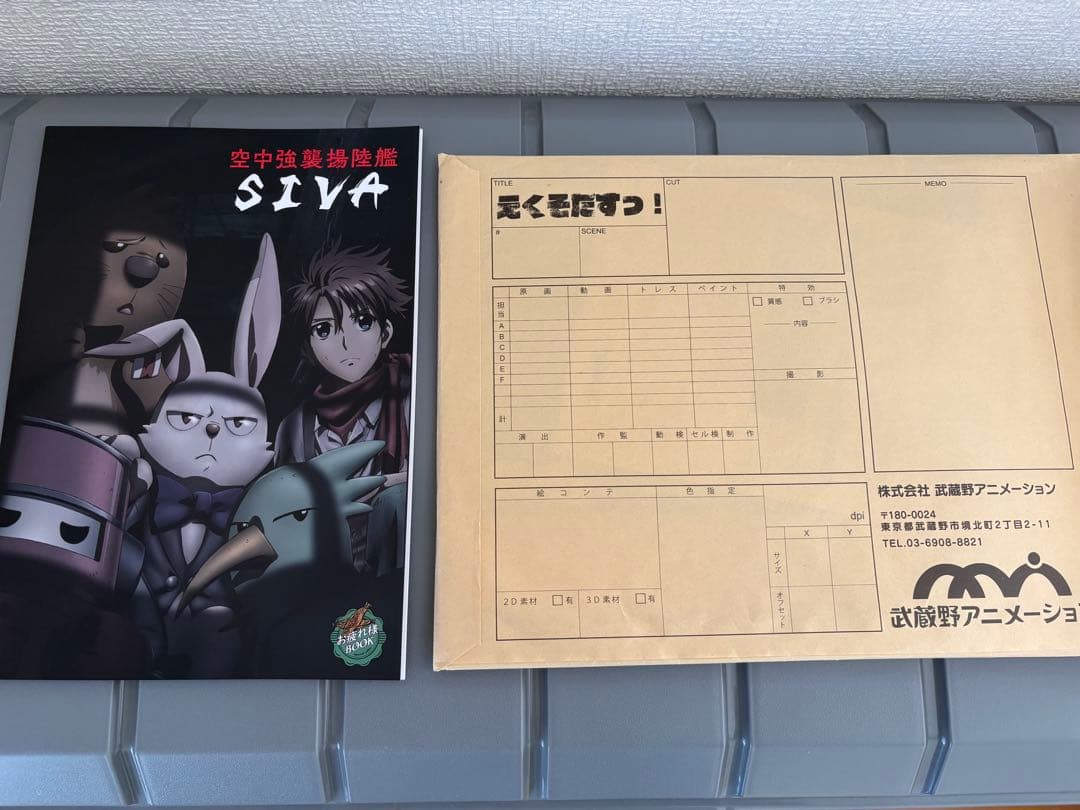 空中強襲揚陸艦
SIVA
お疲れ様
BOOK
TITLE
えくそだすっ!
CUT
#
SCENE
MEMO
原画 動画 トレス ペイント 特効
担当
質感 ブラシ
内容
A
B
C
D
E
F
撮影
計
演出 作監 動検 セル検 制作
絵コンテ 色指定
dpi
X Y
サイズ
オフセット
2D素材 有 3D素材 有
株式会社 武蔵野アニメーション
〒180-0024
東京都武蔵野市境北町2丁目2-11
TEL.03-6908-8821
武蔵野アニメーショ